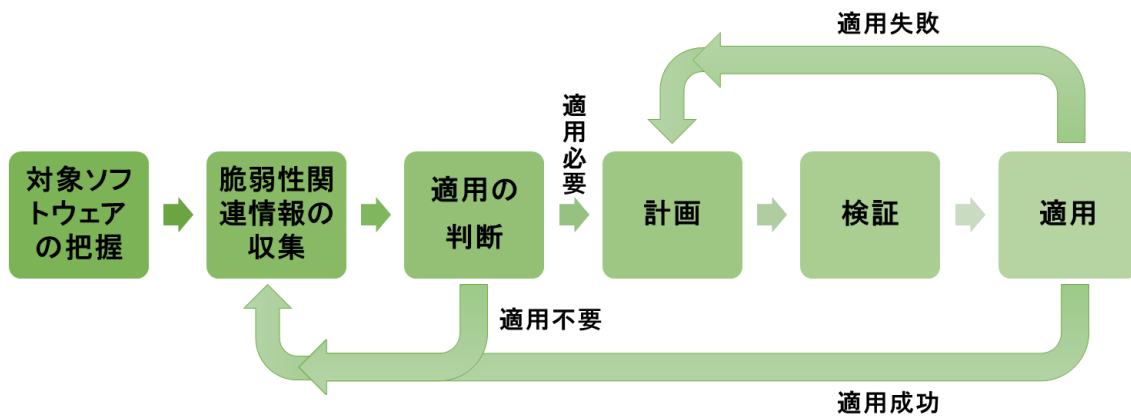 適用失敗
適用必要
対象ソフ
トウェア
の把握
脆弱性関
連情報の
収集
適用の
判断
計画
検証
適用
適用不要
適用成功